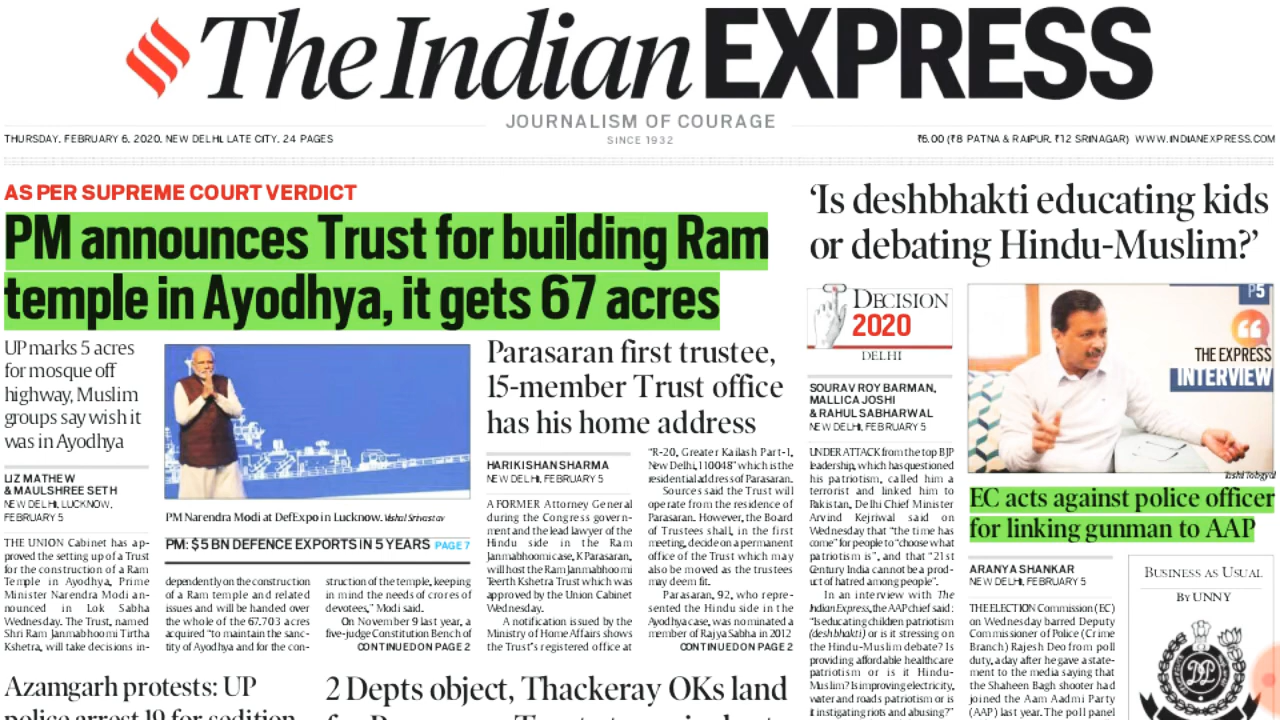 The Indian EXPRESS
JOURNALISM OF COURAGE
SINCE 1932
THURSDAY, FEBRUARY 6, 2020, NEW DELHI, LATE CITY, 24 PAGES
₹6.00 (₹8 PATNA & RAIPUR, ₹12 SRINAGAR) WWW.INDIANEXPRESS.COM
AS PER SUPREME COURT VERDICT
PM announces Trust for building Ram
temple in Ayodhya, it gets 67 acres
UP marks 5 acres
for mosque off
highway, Muslim
groups say wish it
was in Ayodhya
LIZ MATHEW
& MAULSHREE SETH
NEW DELHI, LUCKNOW,
FEBRUARY 5
THE UNION Cabinet has ap-
proved the setting up of a Trust
for the construction of a Ram
Temple in Ayodhya, Prime
Minister Narendra Modi an-
nounced in Lok Sabha
Wednesday. The Trust, named
Shri Ram Janmabhoomi Tirtha
Kshetra, will take decisions in-
PM Narendra Modi at DefExpo in Lucknow. Vishal Srivastav
PM: $5 BN DEFENCE EXPORTS IN 5 YEARS PAGE 7
dependently on the construction
of a Ram temple and related
issues and will be handed over
the whole of the 67.703 acres
acquired "to maintain the sanc-
tity of Ayodhya and for the con-
struction of the temple, keeping
in mind the needs of crores of
devotees," Modi said.
On November 9 last year, a
five-judge Constitution Bench of
CONTINUED ON PAGE 2
Parasaran first trustee,
15-member Trust office
has his home address
HARIKISHAN SHARMA
NEW DELHI, FEBRUARY 5
A FORMER Attorney General
during the Congress govern-
ment and the lead lawyer of the
Hindu side in the Ram
Janmabhoomi case, K Parasaran,
will host the Ram Janmabhoomi
Teerth Kshetra Trust which was
approved by the Union Cabinet
Wednesday.
A notification issued by the
Ministry of Home Affairs shows
the Trust's registered office at
"R-20, Greater Kailash Part-1,
New Delhi, 110048" which is the
residential address of Parasaran.
Sources said the Trust will
operate from the residence of
Parasaran. However, the Board
of Trustees shall, in the first
meeting, decide on a permanent
office of the Trust which may
also be moved as the trustees
may deem fit.
Parasaran, 92, who repre-
sented the Hindu side in the
Ayodhya case, was nominated a
member of Rajya Sabha in 2012
CONTINUED ON PAGE 2
'Is deshbhakti educating kids
or debating Hindu-Muslim?'
DECISION
2020
DELHI
SOURAV ROY BARMAN,
MALLICA JOSHI
& RAHUL SABHARWAL
NEW DELHI, FEBRUARY 5
UNDER ATTACK from the top BJP
leadership, which has questioned
his patriotism, called him a
terrorist and linked him to
Pakistan, Delhi Chief Minister
Arvind Kejriwal said on
Wednesday that "the time has
come" for people to "choose what
patriotism is", and that "21st
Century India cannot be a prod-
uct of hatred among people".
In an interview with The
Indian Express, the AAP chief said:
"Is educating children patriotism
(deshbhakti) or is it stressing on
the Hindu-Muslim debate? Is
providing affordable healthcare
patriotism or is it Hindu-
Muslim? Is improving electricity,
water and roads patriotism or is
it instigating riots and abusing?"
P5
THE EXPRESS
INTERVIEW
Tashi Tobgyal
EC acts against police officer
for linking gunman to AAP
ARANYA SHANKAR
NEW DELHI, FEBRUARY 5
THE ELECTION Commission (EC)
on Wednesday barred Deputy
Commissioner of Police (Crime
Branch) Rajesh Deo from poll
duty, a day after he gave a state-
ment to the media saying that
the Shaheen Bagh shooter had
joined the Aam Aadmi Party
(AAP) last year. The poll panel
BUSINESS AS USUAL
BY UNNY
Azamgarh protests: UP
police arrest 19 for sedition
2 Depts object, Thackeray OKs land